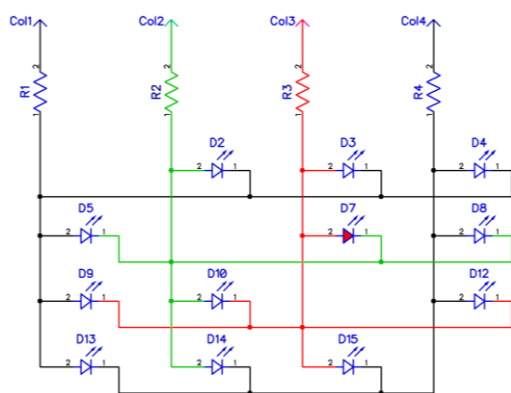 Col1 Col2 Col3 Col4
2 2 2 2
R1 R2 R3 R4
1 1 1 1
D2 D3 D4
2 1 2 1 2 1
D5 D7 D8
2 1 2 1 2 1
D9 D10 D12
2 1 2 1 2 1
D13 D14 D15
2 1 2 1 2 1